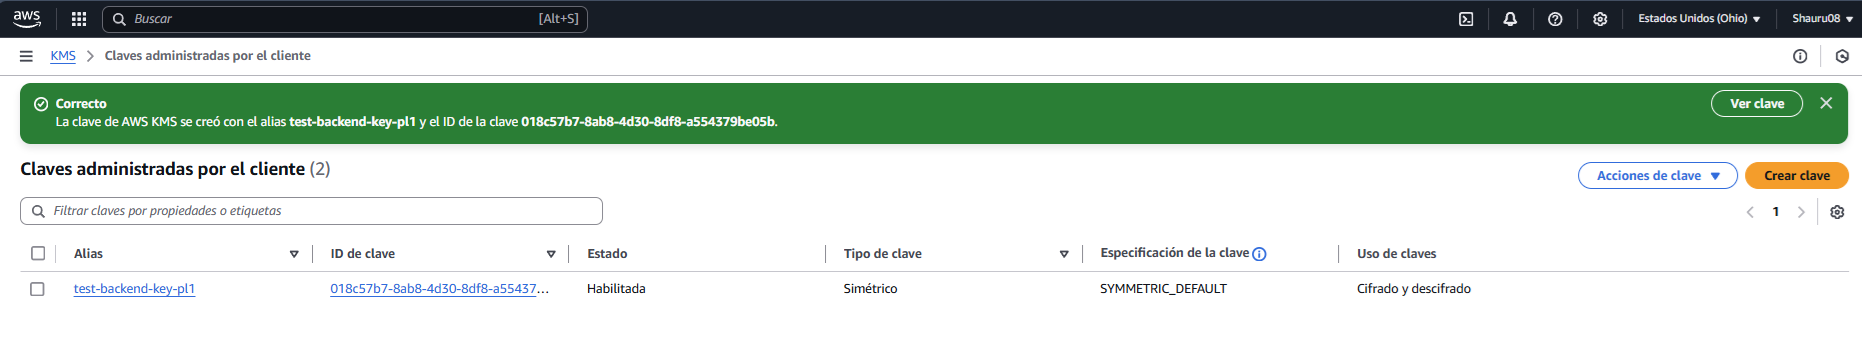 aws
Buscar [Alt+S] Estados Unidos (Ohio) Shauru08
KMS Claves administradas por el cliente
Correcto
La clave de AWS KMS se creó con el alias test-backend-key-pl1 y el ID de la clave 018c57b7-8ab8-4d30-8df8-a554379be05b.
Ver clave
Claves administradas por el cliente (2)
Acciones de clave Crear clave
Filtrar claves por propiedades o etiquetas
1
Alias ID de clave Estado Tipo de clave Especificación de la clave Uso de claves
test-backend-key-pl1 018c57b7-8ab8-4d30-8df8-a55437... Habilitada Simétrico SYMMETRIC_DEFAULT Cifrado y descifrado